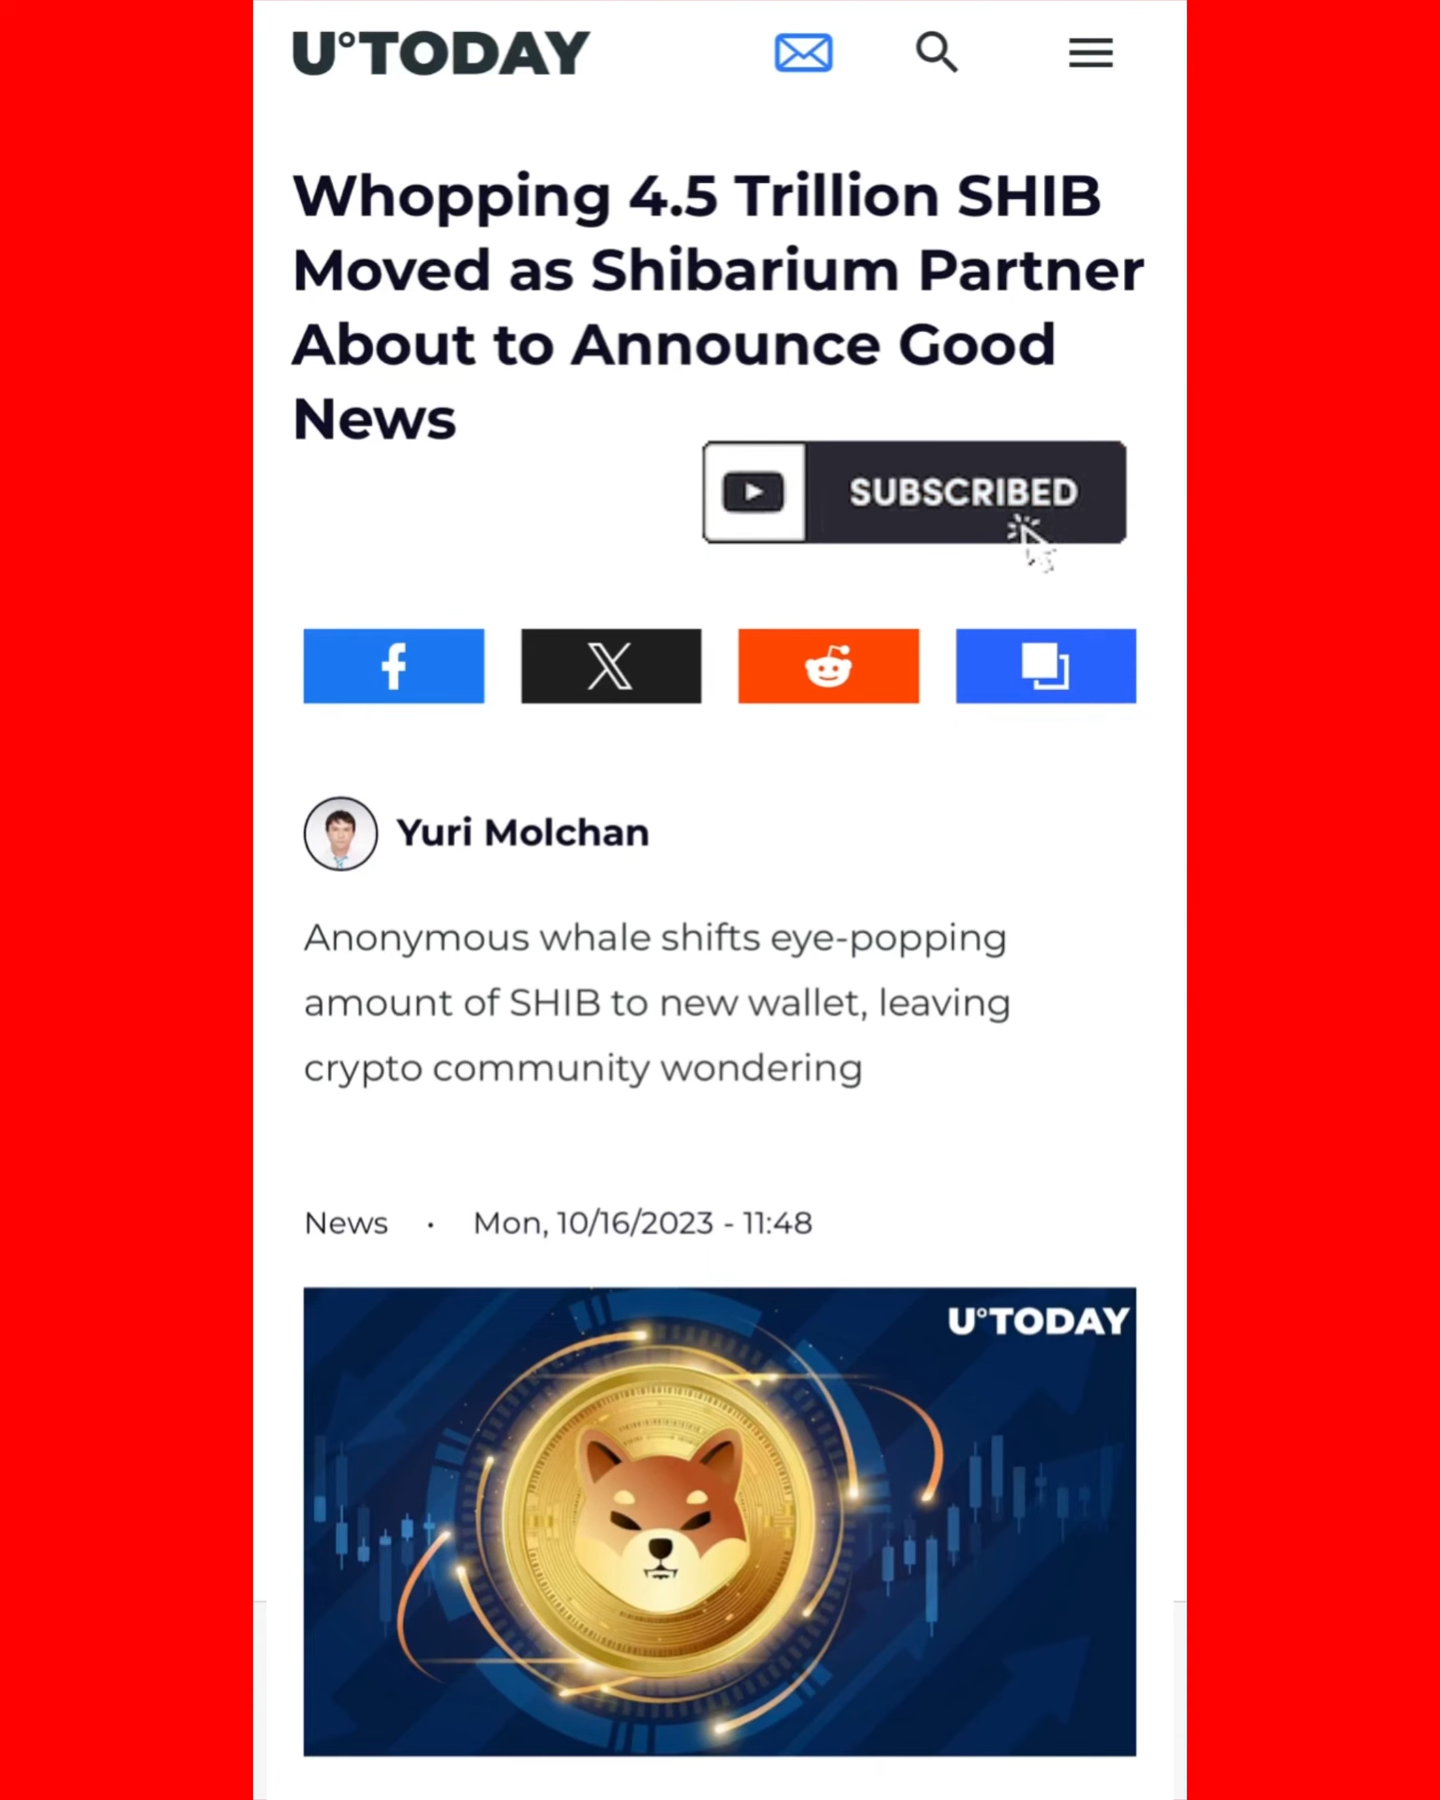 U°TODAY
Whopping 4.5 Trillion SHIB
Moved as Shibarium Partner
About to Announce Good
News
SUBSCRIBED
Yuri Molchan
Anonymous whale shifts eye-popping
amount of SHIB to new wallet, leaving
crypto community wondering
News · Mon, 10/16/2023 - 11:48
U°TODAY